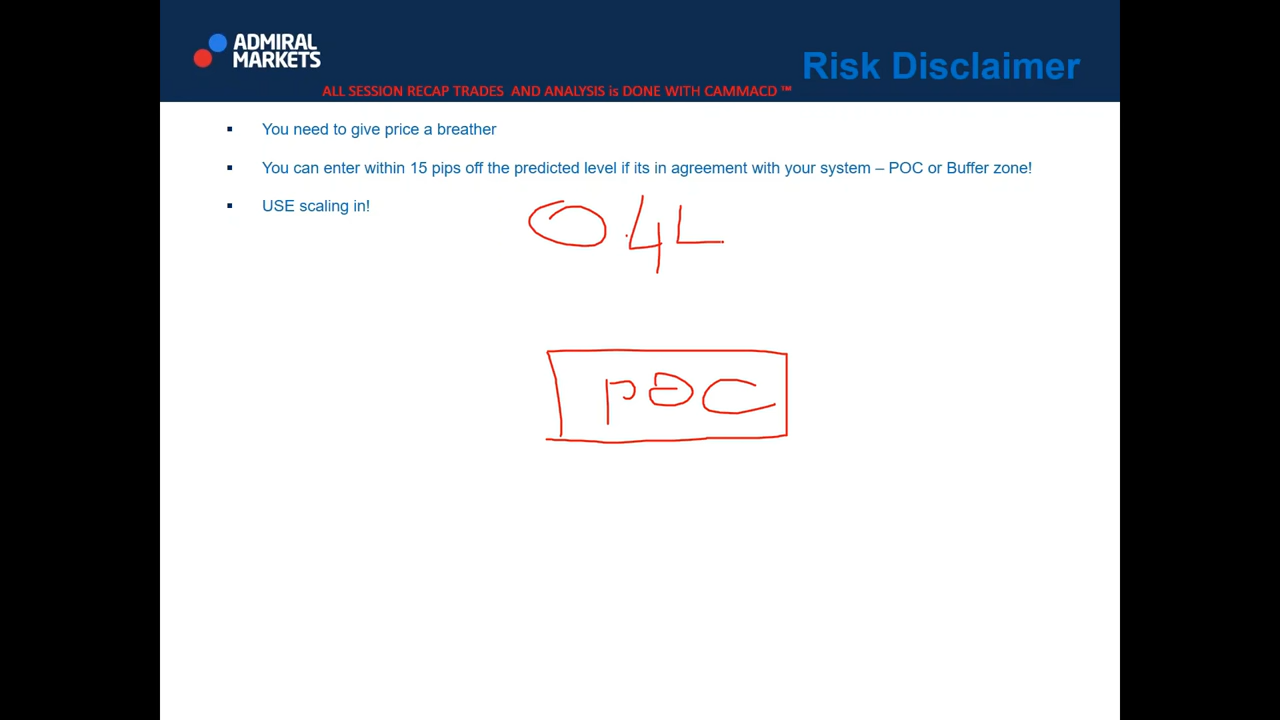 ADMIRAL
MARKETS
Risk Disclaimer
ALL SESSION RECAP TRADES AND ANALYSIS is DONE WITH CAMMACD ™
▪ You need to give price a breather
▪ You can enter within 15 pips off the predicted level if its in agreement with your system – POC or Buffer zone!
▪ USE scaling in!
0.4L
POC